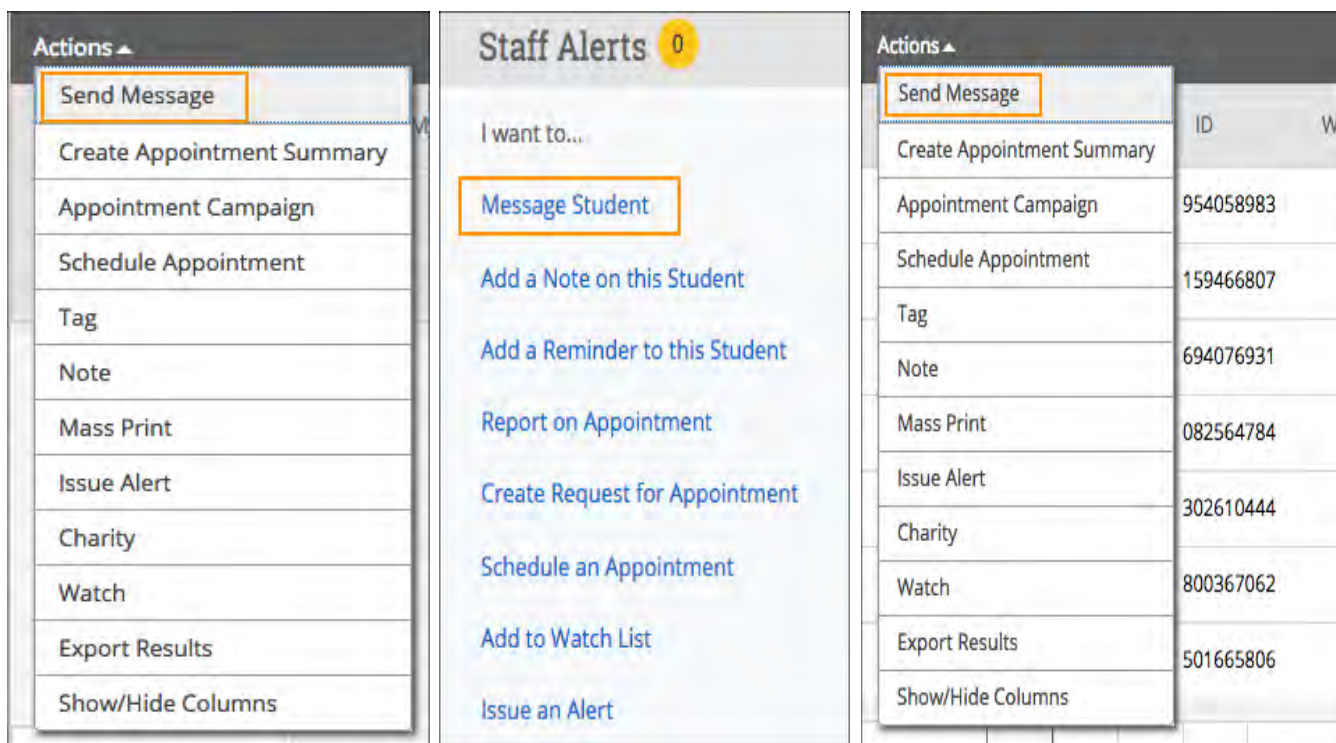 Actions
Send Message
Create Appointment Summary
Appointment Campaign
Schedule Appointment
Tag
Note
Mass Print
Issue Alert
Charity
Watch
Export Results
Show/Hide Columns
Staff Alerts 0
I want to...
Message Student
Add a Note on this Student
Add a Reminder to this Student
Report on Appointment
Create Request for Appointment
Schedule an Appointment
Add to Watch List
Issue an Alert
Actions
Send Message
ID W
Create Appointment Summary
Appointment Campaign 954058983
Schedule Appointment
159466807
Tag
Note 694076931
Mass Print 082564784
Issue Alert
302610444
Charity
Watch 800367062
Export Results
501665806
Show/Hide Columns